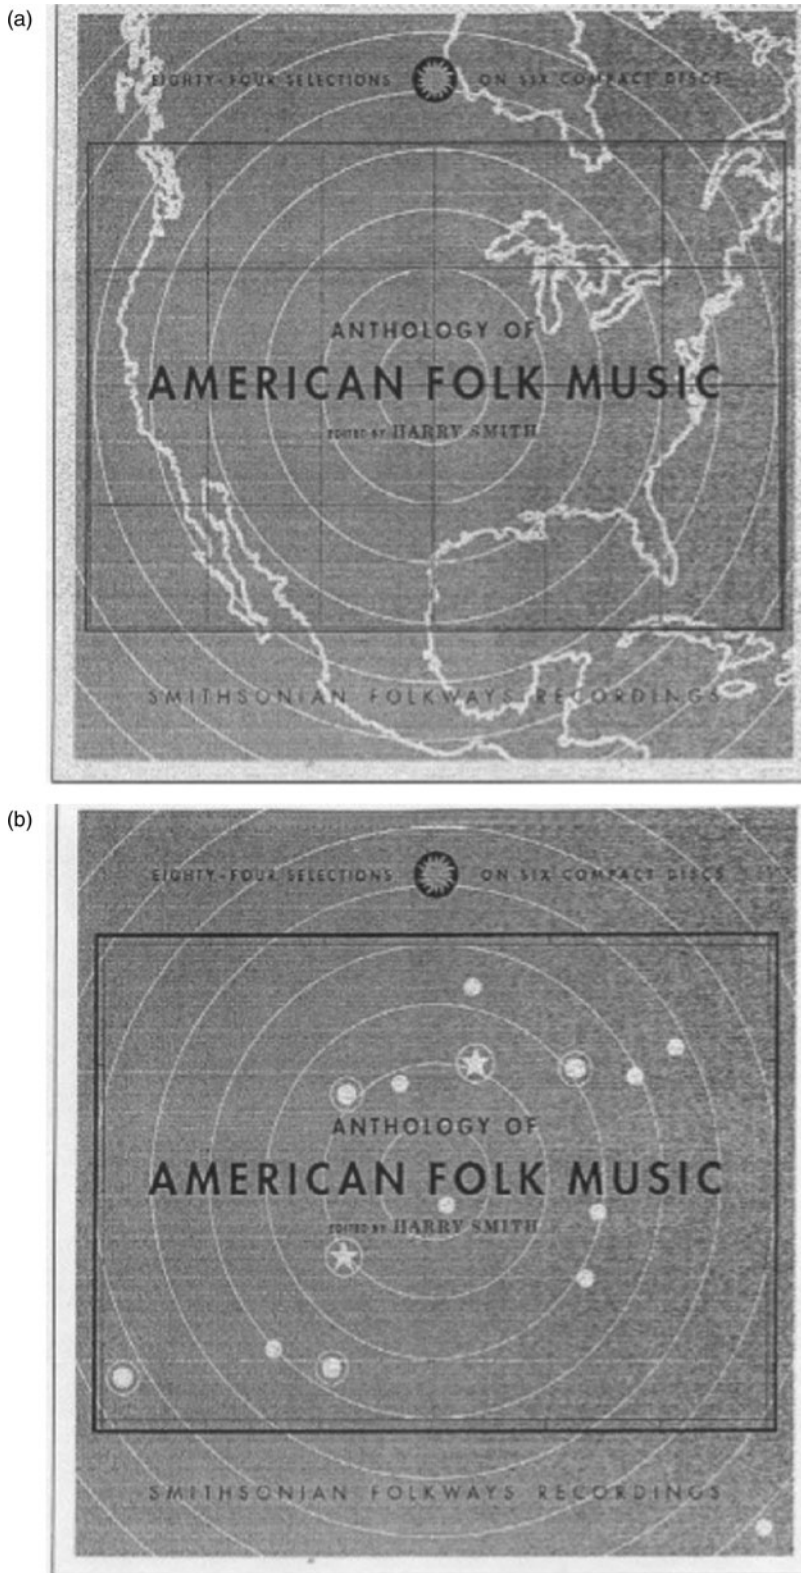 (a)
EIGHTY-FOUR SELECTIONS ON SIX COMPACT DISCS
ANTHOLOGY OF
AMERICAN FOLK MUSIC
EDITED BY HARRY SMITH
SMITHSONIAN FOLKWAYS RECORDINGS
(b)
EIGHTY-FOUR SELECTIONS ON SIX COMPACT DISCS
ANTHOLOGY OF
AMERICAN FOLK MUSIC
EDITED BY HARRY SMITH
SMITHSONIAN FOLKWAYS RECORDINGS